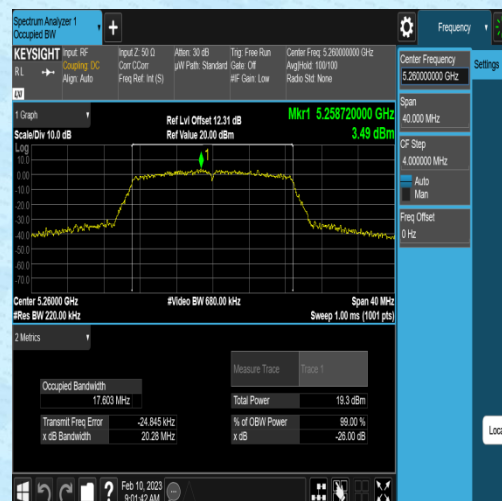 Spectrum Analyzer 1
Occupied BW
+
Frequency
KEYSIGHT
Input: RF
Input Z: 50 Ω
Atten: 30 dB
Trig: Free Run
Center Freq: 5.260000000 GHz
R L
Coupling: DC
Corr CCorr
µW Path: Standard
Gate: Off
Avg|Hold: 100/100
Align: Auto
Freq Ref: Int (S)
#IF Gain: Low
Radio Std: None
LXI
1 Graph
Ref Lvl Offset 12.31 dB
Mkr1 5.258720000 GHz
Scale/Div 10.0 dB
Ref Value 20.00 dBm
3.49 dBm
Log
10.0
0.00
-10.0
-20.0
-30.0
-40.0
-50.0
-60.0
-70.0
1
Center 5.26000 GHz
#Video BW 680.00 kHz
Span 40 MHz
#Res BW 220.00 kHz
Sweep 1.00 ms (1001 pts)
2 Metrics
Measure Trace
Trace 1
Occupied Bandwidth
17.603 MHz
Total Power
19.3 dBm
Transmit Freq Error
-24.845 kHz
% of OBW Power
99.00 %
x dB Bandwidth
20.28 MHz
x dB
-26.00 dB
Feb 10, 2023
9:01:42 AM
?
Center Frequency
5.260000000 GHz
Settings
Span
40.000 MHz
CF Step
4.000000 MHz
Auto
Man
Freq Offset
0 Hz
Loca